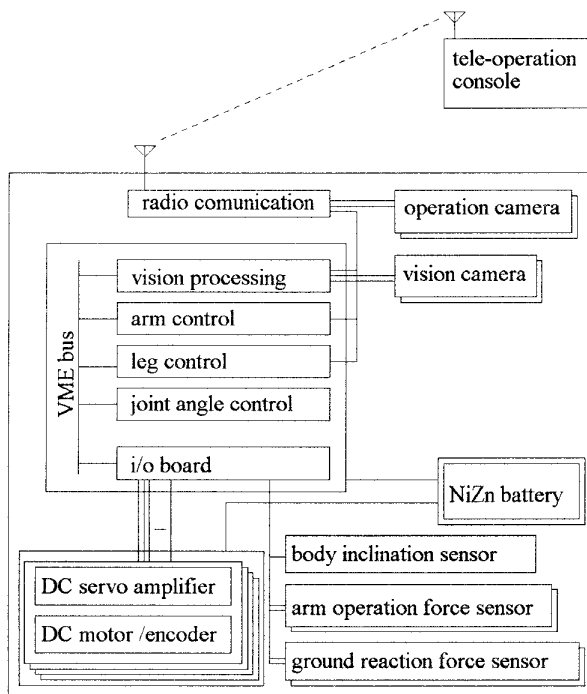 tele-operation
console
radio comunication
operation camera
vision processing
vision camera
arm control
leg control
VME bus
joint angle control
i/o board
NiZn battery
body inclination sensor
DC servo amplifier
arm operation force sensor
DC motor /encoder
ground reaction force sensor